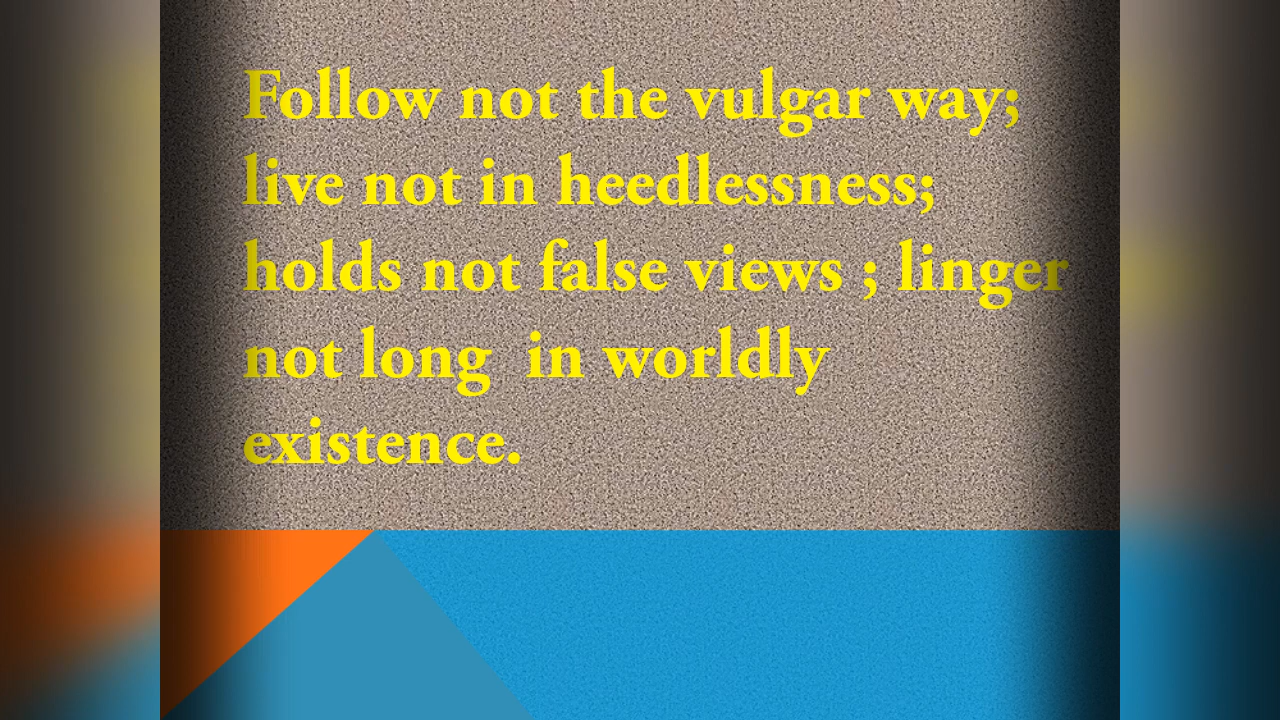 Follow not the vulgar way;
live not in heedlessness;
holds not false views ; linger
not long  in worldly
existence.